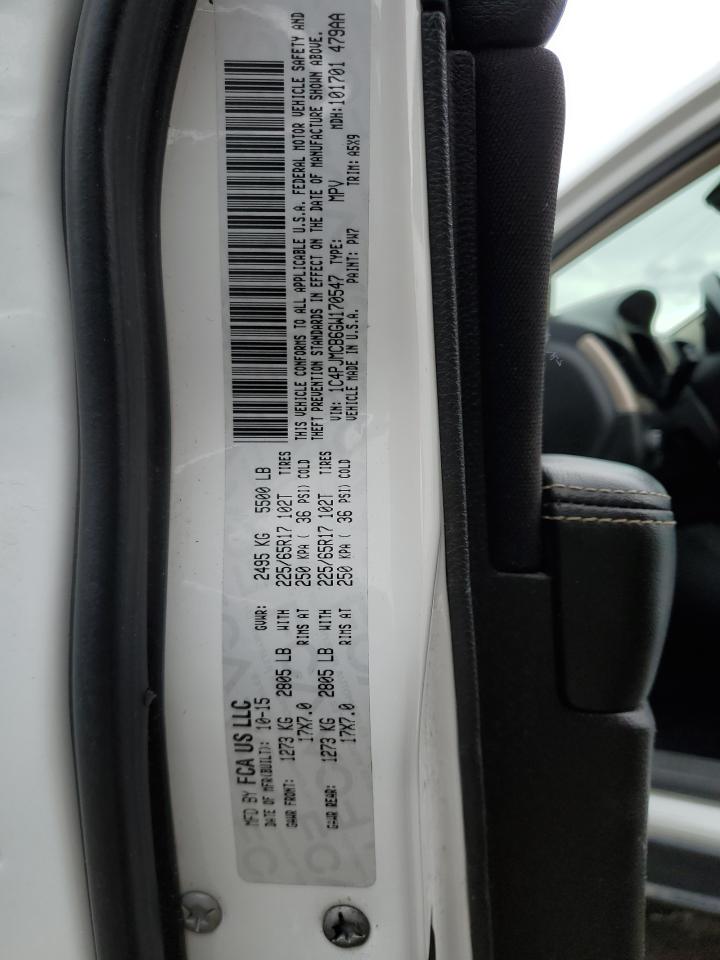 MFD BY FCA US LLC
DATE OF MFR(BUILT): 10-15 GVWR: 2495 KG 5500 LB
GAWR FRONT: 1273 KG 2805 LB WITH 225/65R17 102T TIRES
17X7.0 RIMS AT 250 KPA ( 36 PSI) COLD
GAWR REAR: 1273 KG 2805 LB WITH 225/65R17 102T TIRES
17X7.0 RIMS AT 250 KPA ( 36 PSI) COLD
THIS VEHICLE CONFORMS TO ALL APPLICABLE U.S.A. FEDERAL MOTOR VEHICLE SAFETY AND
THEFT PREVENTION STANDARDS IN EFFECT ON THE DATE OF MANUFACTURE SHOWN ABOVE.
VIN: 1C4PJMCB6GW170547 TYPE: MPV MDH: 101701 479AA
VEHICLE MADE IN U.S.A. PAINT: PW7 TRIM: A5X9